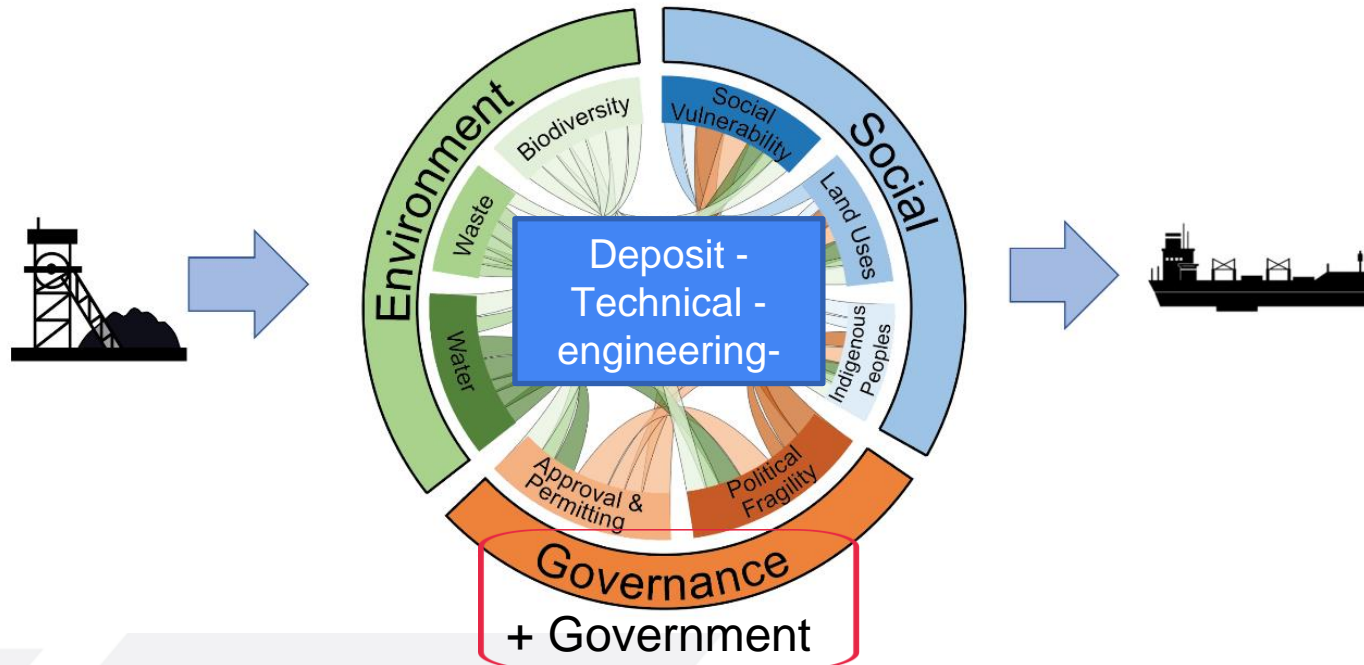 Environment
Biodiversity
Waste
Water
Social
Social
Vulnerability
Land Uses
Indigenous
Peoples
Deposit -
Technical -
engineering-
Approval &
Permitting
Political
Fragility
Governance
+ Government